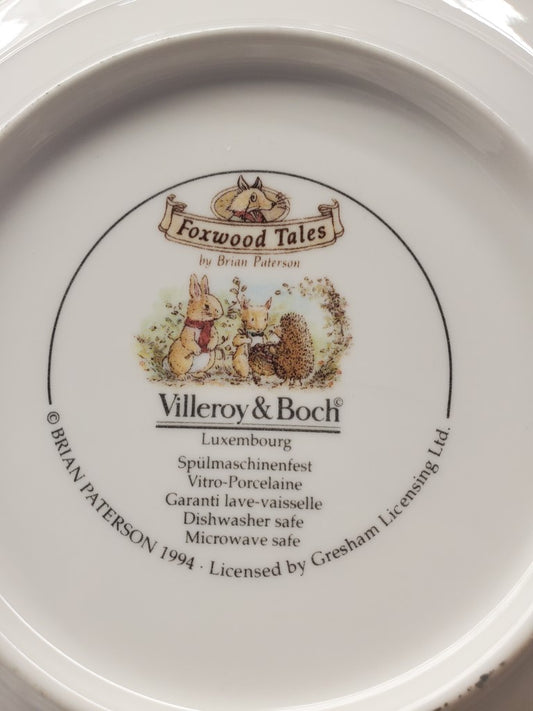 Foxwood Tales
by Brian Paterson
Villeroy & Boch©
Luxembourg
Spülmaschinenfest
Vitro-Porcelaine
Garanti lave-vaisselle
Dishwasher safe
Microwave safe
© BRIAN PATERSON 1994 · Licensed by Gresham Licensing Ltd.